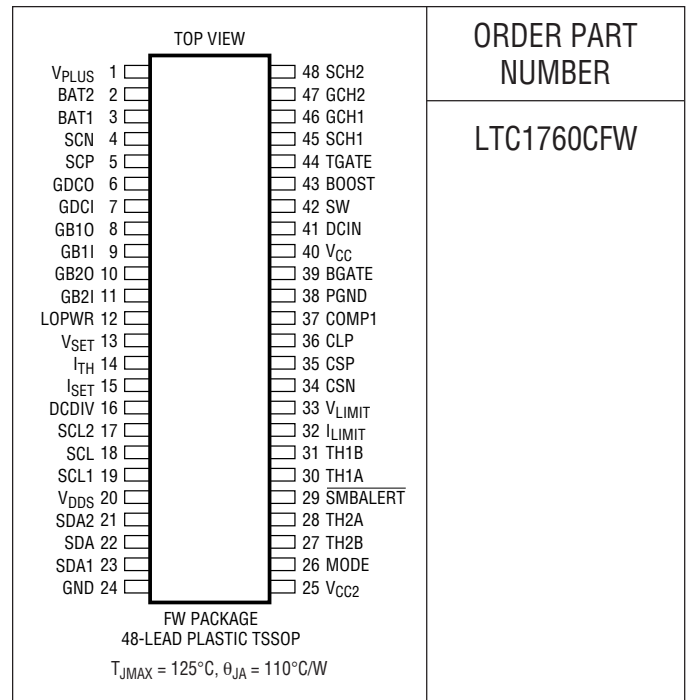 TOP VIEW
VPLUS 1
BAT2 2
BAT1 3
SCN 4
SCP 5
GDCO 6
GDCI 7
GB1O 8
GB1I 9
GB2O 10
GB2I 11
LOPWR 12
VSET 13
ITH 14
ISET 15
DCDIV 16
SCL2 17
SCL 18
SCL1 19
VDDS 20
SDA2 21
SDA 22
SDA1 23
GND 24
48 SCH2
47 GCH2
46 GCH1
45 SCH1
44 TGATE
43 BOOST
42 SW
41 DCIN
40 VCC
39 BGATE
38 PGND
37 COMP1
36 CLP
35 CSP
34 CSN
33 VLIMIT
32 ILIMIT
31 TH1B
30 TH1A
29 SMBALERT
28 TH2A
27 TH2B
26 MODE
25 VCC2
FW PACKAGE
48-LEAD PLASTIC TSSOP
TJMAX = 125°C, θJA = 110°C/W
ORDER PART
NUMBER
LTC1760CFW